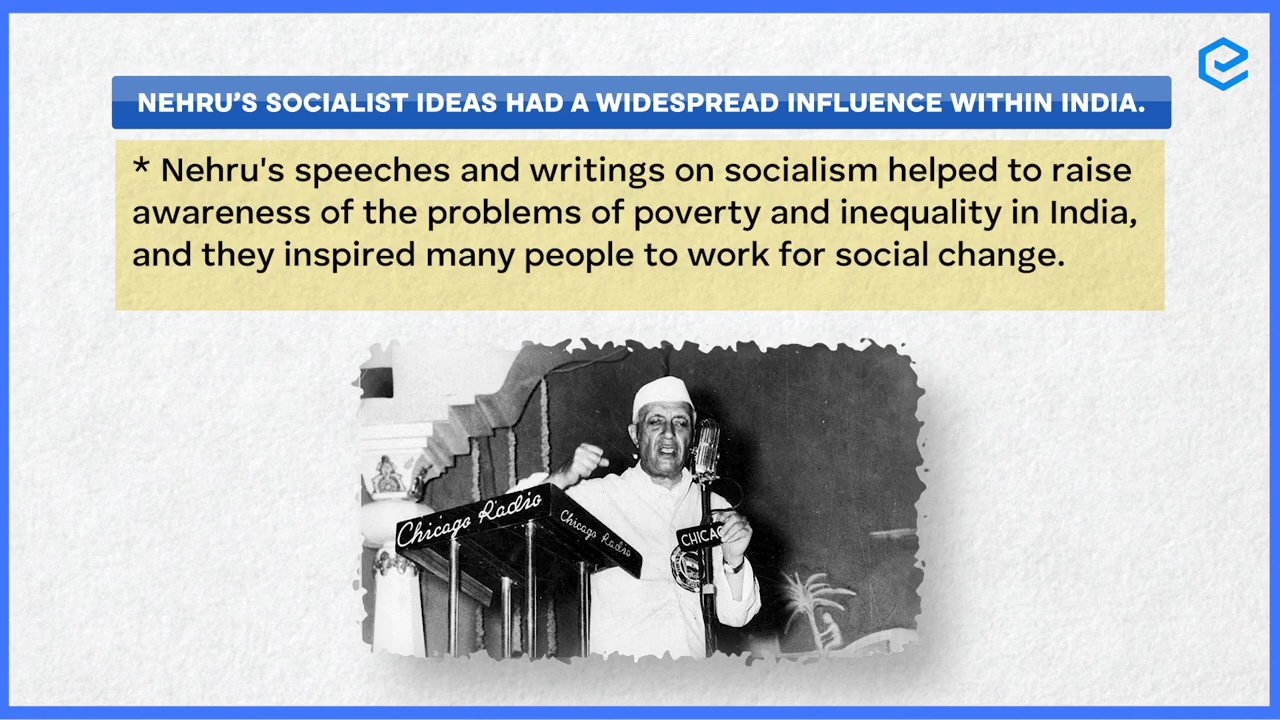 NEHRU’S SOCIALIST IDEAS HAD A WIDESPREAD INFLUENCE WITHIN INDIA.
* Nehru's speeches and writings on socialism helped to raise
awareness of the problems of poverty and inequality in India,
and they inspired many people to work for social change.
Chicago Radio
Chicago Radio
CHICAG